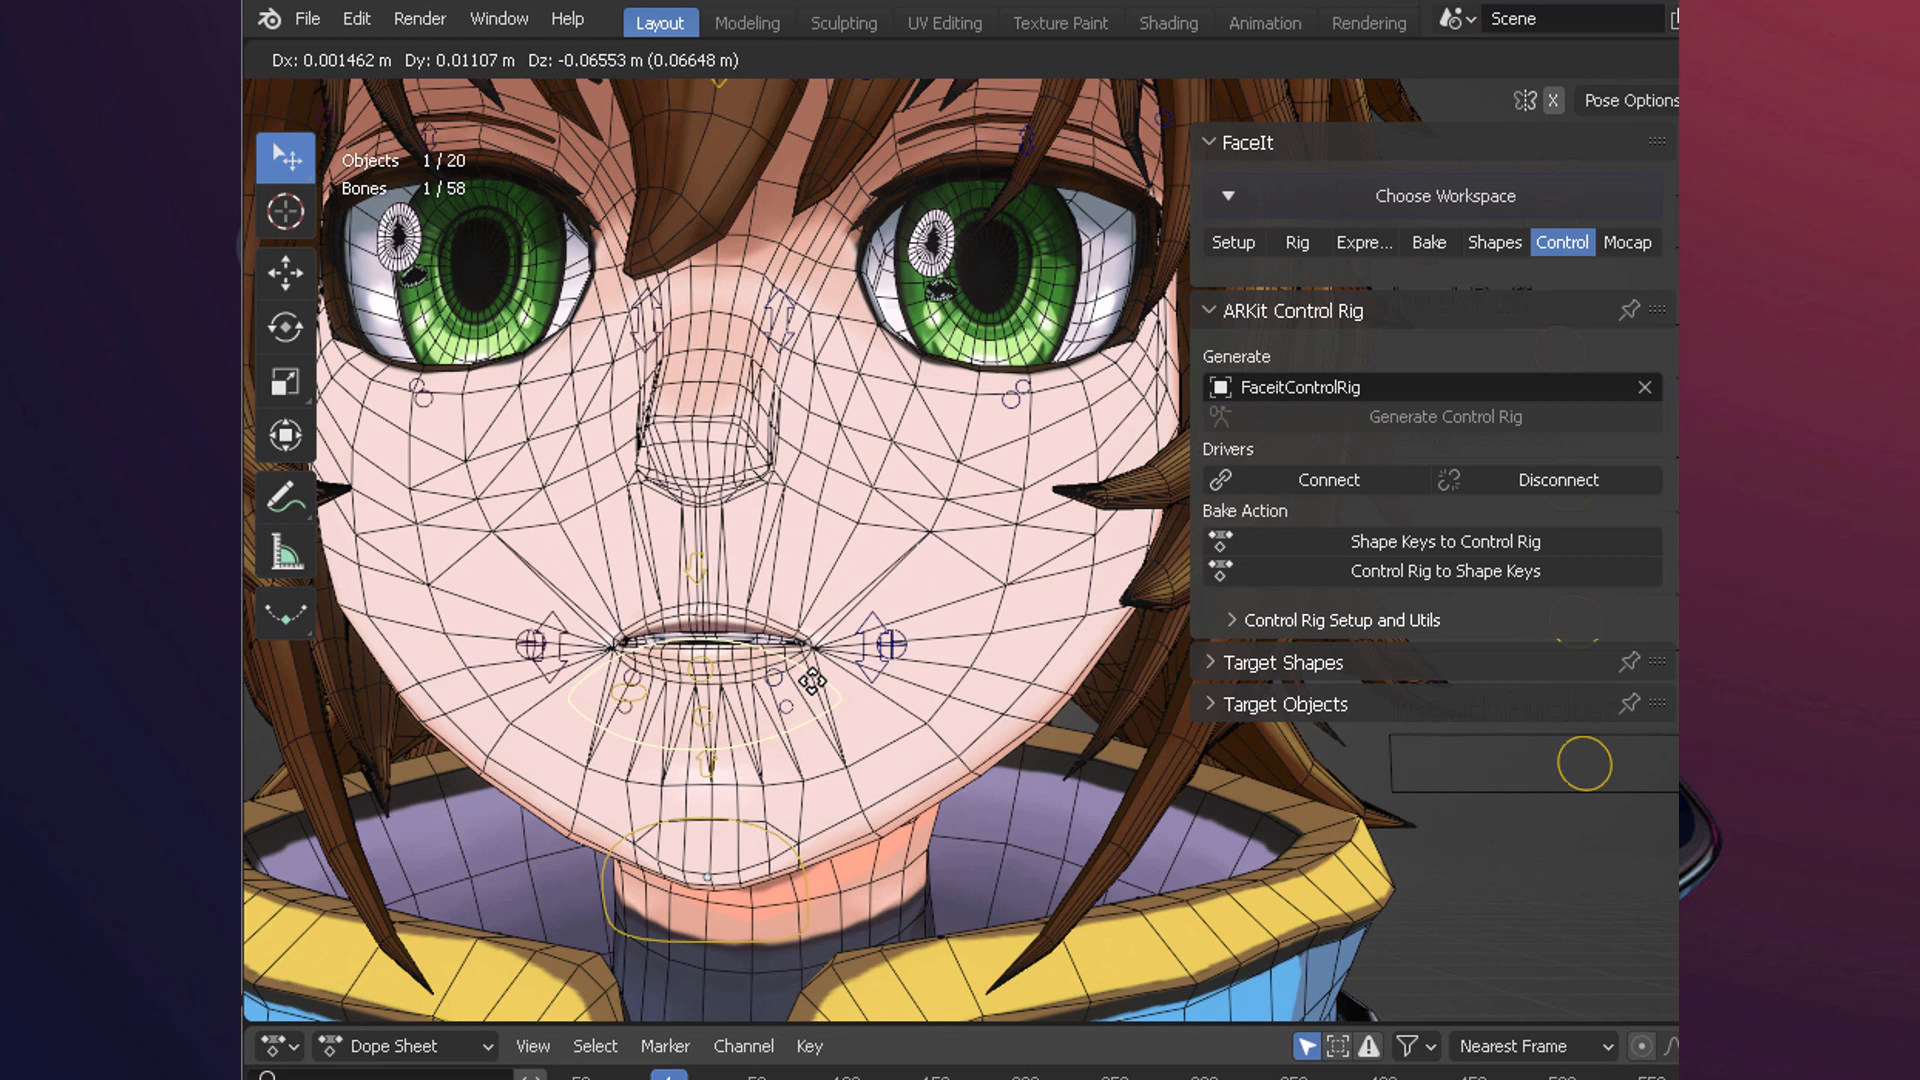 File Edit Render Window Help Layout Modeling Sculpting UV Editing Texture Paint Shading Animation Rendering Scene
Dx: 0.001462 m Dy: 0.01107 m Dz: -0.06553 m (0.06648 m)
X Pose Options
Objects 1 / 20
Bones 1 / 58
FaceIt
Choose Workspace
Setup Rig Expre... Bake Shapes Control Mocap
ARKit Control Rig
Generate
FaceitControlRig
Generate Control Rig
Drivers
Connect Disconnect
Bake Action
Shape Keys to Control Rig
Control Rig to Shape Keys
Control Rig Setup and Utils
Target Shapes
Target Objects
Dope Sheet View Select Marker Channel Key Nearest Frame